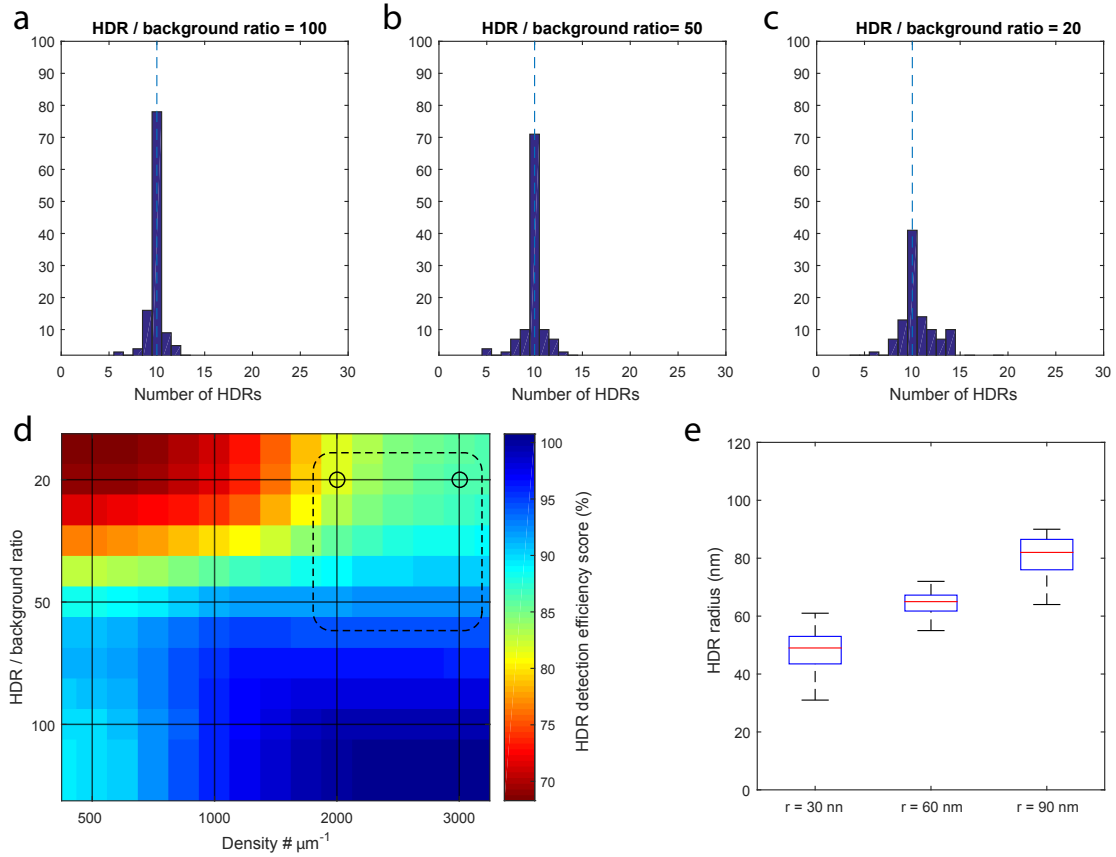 a
HDR / background ratio = 100
100
90
80
70
60
50
40
30
20
10
0 5 10 15 20 25 30
Number of HDRs
b
HDR / background ratio= 50
100
90
80
70
60
50
40
30
20
10
0 5 10 15 20 25 30
Number of HDRs
c
HDR / background ratio = 20
100
90
80
70
60
50
40
30
20
10
0 5 10 15 20 25 30
Number of HDRs
d
HDR / background ratio
20
50
100
500 1000 2000 3000
Density # µm⁻¹
100
95
90
85
80
75
70
HDR detection efficiency score (%)
e
HDR radius (nm)
120
100
80
60
40
20
0
r = 30 nn r = 60 nm r = 90 nm